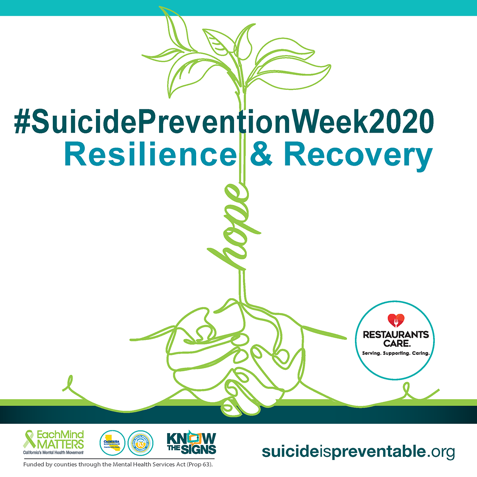 hope
#SuicidePreventionWeek2020
Resilience & Recovery
hope
RESTAURANTS
CARE.
Serving. Supporting. Caring.
EachMind
MATTERS
California's Mental Health Movement
KNOW
THE SIGNS
Funded by counties through the Mental Health Services Act (Prop 63).
suicideispreventable.org